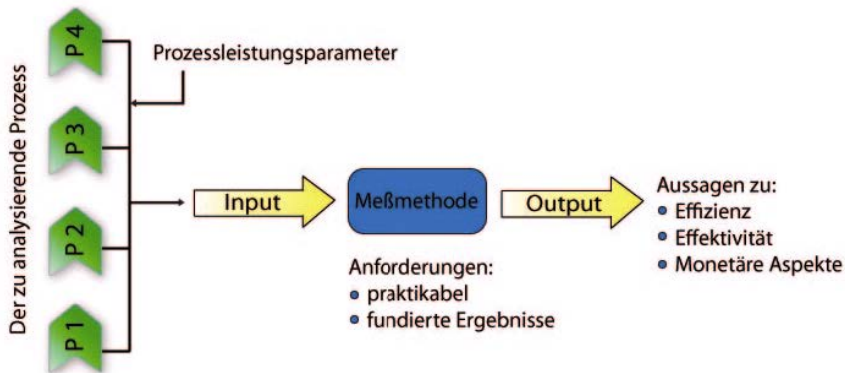 Der zu analysierende Prozess
P 4
P 3
P 2
P 1
Prozessleistungsparameter
Input
Meßmethode
Output
Anforderungen:
praktikabel
fundierte Ergebnisse
Aussagen zu:
Effizienz
Effektivität
Monetäre Aspekte